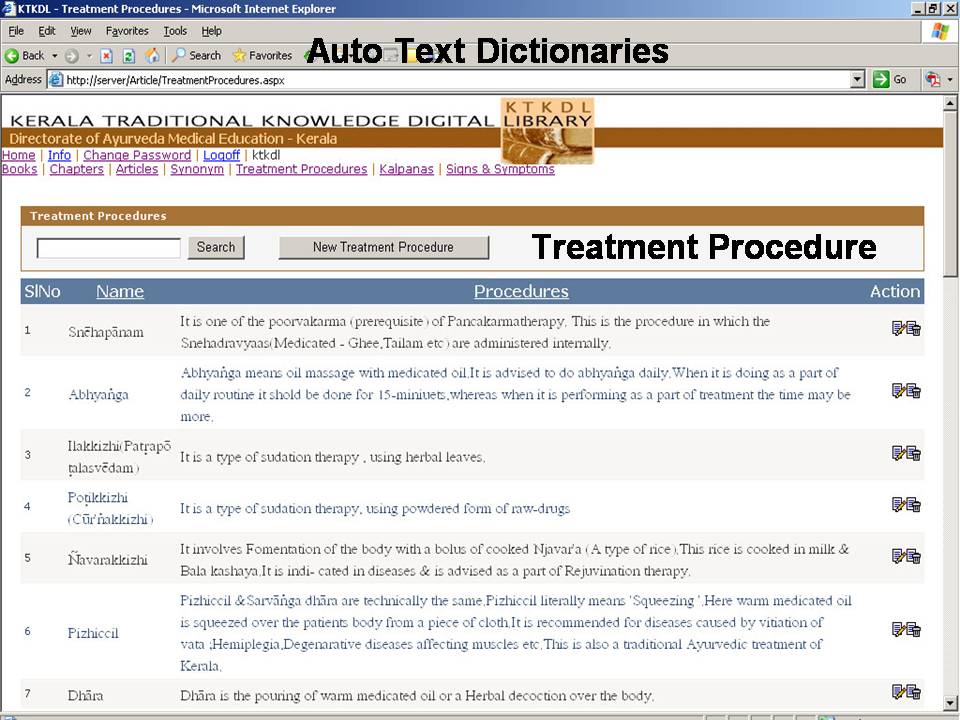 KTKDL - Treatment Procedures - Microsoft Internet Explorer
File Edit View Favorites Tools Help
Auto Text Dictionaries
Back Search Favorites
Address http://server/Article/TreatmentProcedures.aspx Go
KERALA TRADITIONAL KNOWLEDGE DIGITAL LIBRARY
KTKDL
Directorate of Ayurveda Medical Education - Kerala
Home | Info | Change Password | Logoff | ktkdl
Books | Chapters | Articles | Synonym | Treatment Procedures | Kalpanas | Signs & Symptoms
Treatment Procedures
Search New Treatment Procedure Treatment Procedure
SlNo Name Procedures Action
1 Snēhapānam It is one of the poorvakarma (prerequisite) of Pancakarmatherapy, This is the procedure in which the
Snehadravyaas(Medicated - Ghee,Tailam etc) are administered internally.
2 Abhyaṅga Abhyaṅga means oil massage with medicated oil.It is advised to do abhyaṅga daily.When it is doing as a part of
daily routine it shold be done for 15-miniuets,whereas when it is performing as a part of treatment the time may be
more.
3 Ilakkizhi(Patṛapō
ṭalasvēdam) It is a type of sudation therapy , using herbal leaves.
4 Poṭikkizhi
(Cūr'ṅakkizhi) It is a type of sudation therapy, using powdered form of raw-drugs
5 Ñavarakkizhi It involves Fomentation of the body with a bolus of cooked 'Njavar'a (A type of rice).This rice is cooked in milk &
Bala kashaya.It is indi- cated in diseases & is advised as a part of Rejuvination therapy.
6 Pizhiccil Pizhiccil &Sarvāṅga dhāra are technically the same.Pizhiccil literally means 'Squeezing '.Here warm medicated oil
is squeezed over the patients body from a piece of cloth.It is recommended for diseases caused by vitiation of
vata ;Hemiplegia,Degenarative diseases affecting muscles etc.This is also a traditional Ayurvedic treatment of
Kerala.
7 Dhāra Dhāra is the pouring of warm medicated oil or a Herbal decoction over the body.